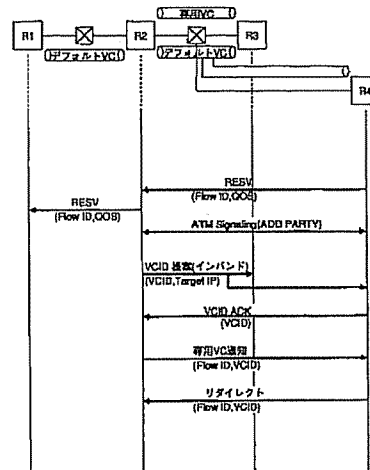 専用VC
R1
R2
R3
デフォルトVC
デフォルトVC
R4
RESV
(Flow ID,QOS)
RESV
(Flow ID,QOS)
ATM Signaling(ADD PARTY)
VCID 提案(インバンド)
(VCID,Target IP)
VCID ACK
(VCID)
専用VC通知
(Flow ID,VCID)
リダイレクト
(Flow ID,VCID)